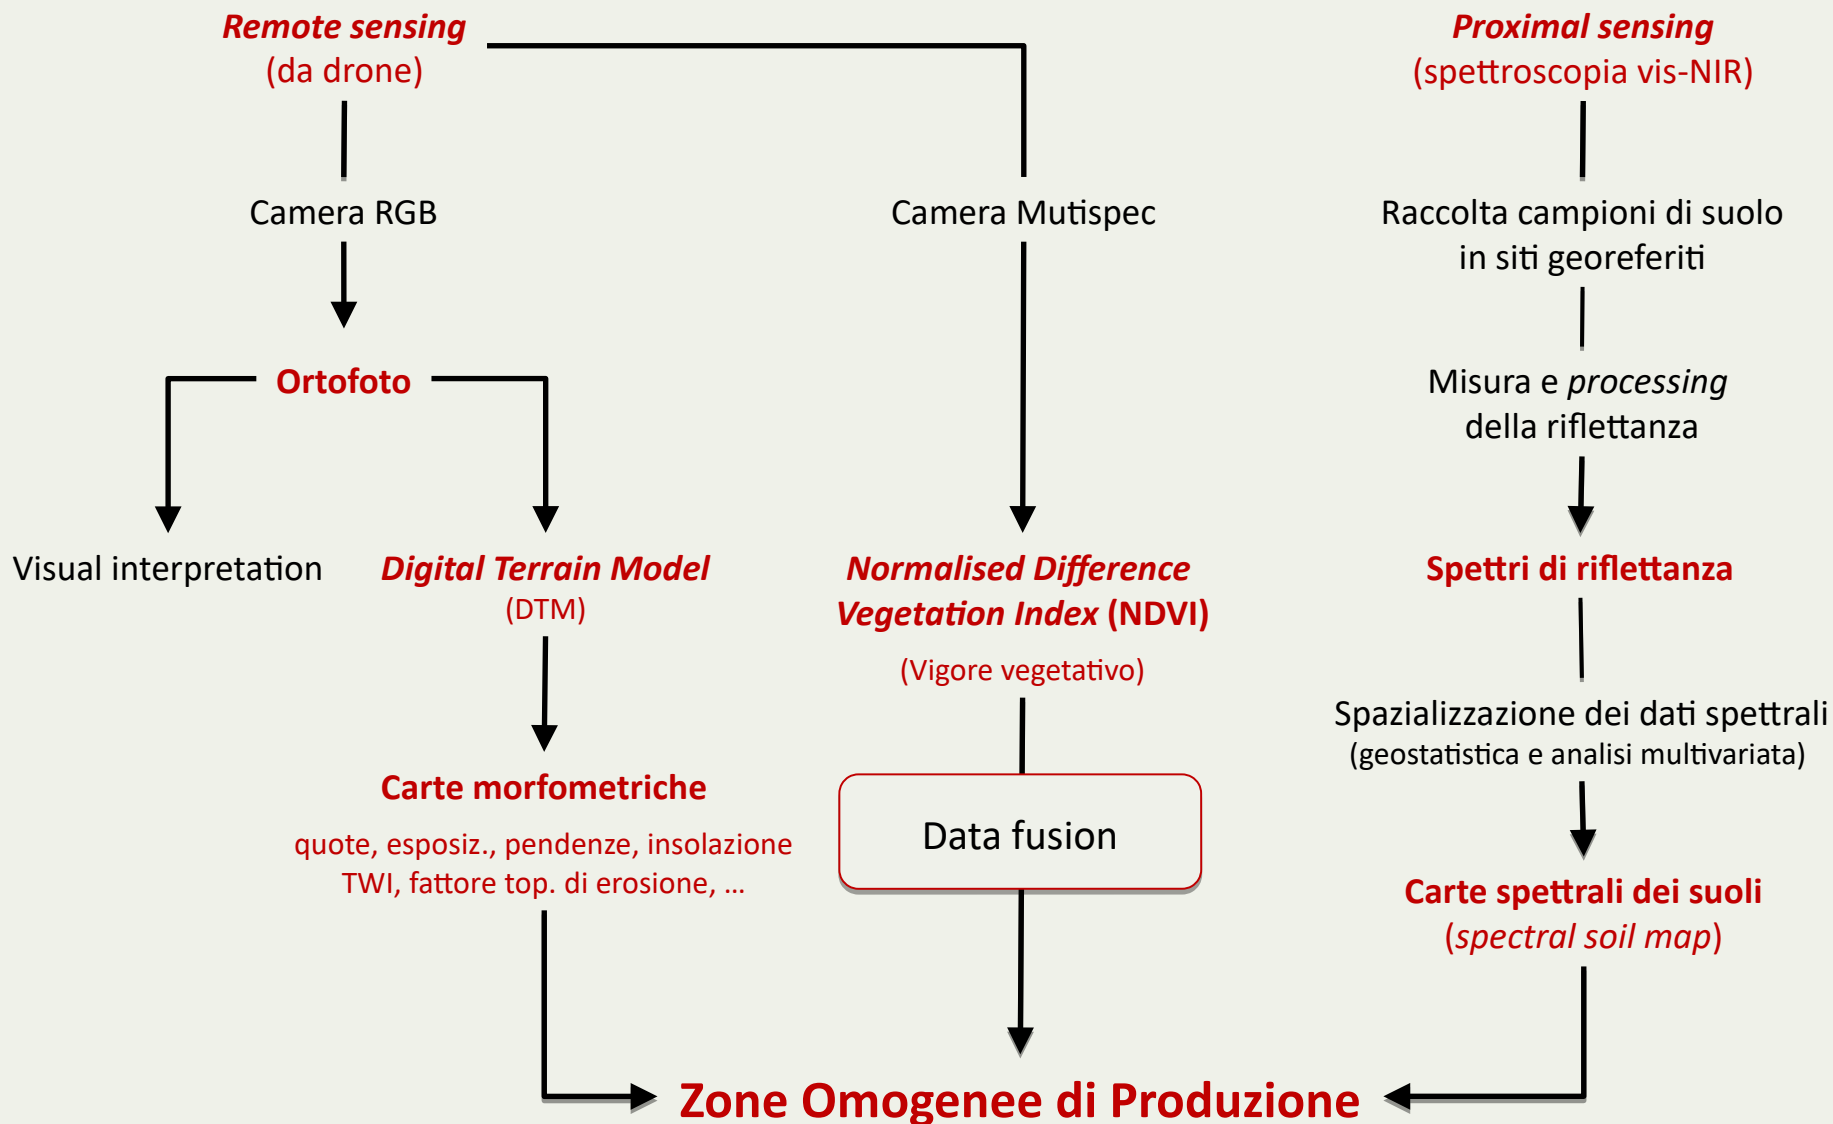 Remote sensing
(da drone)
Proximal sensing
(spettroscopia vis-NIR)
Camera RGB
Camera Mutispec
Raccolta campioni di suolo
in siti georeferiti
Ortofoto
Misura e processing
della riflettanza
Visual interpretation
Digital Terrain Model
(DTM)
Normalised Difference
Vegetation Index (NDVI)
(Vigore vegetativo)
Spettri di riflettanza
Spazializzazione dei dati spettrali
(geostatistica e analisi multivariata)
Carte morfometriche
quote, esposiz., pendenze, insolazione
TWI, fattore top. di erosione, ...
Data fusion
Carte spettrali dei suoli
(spectral soil map)
Zone Omogenee di Produzione